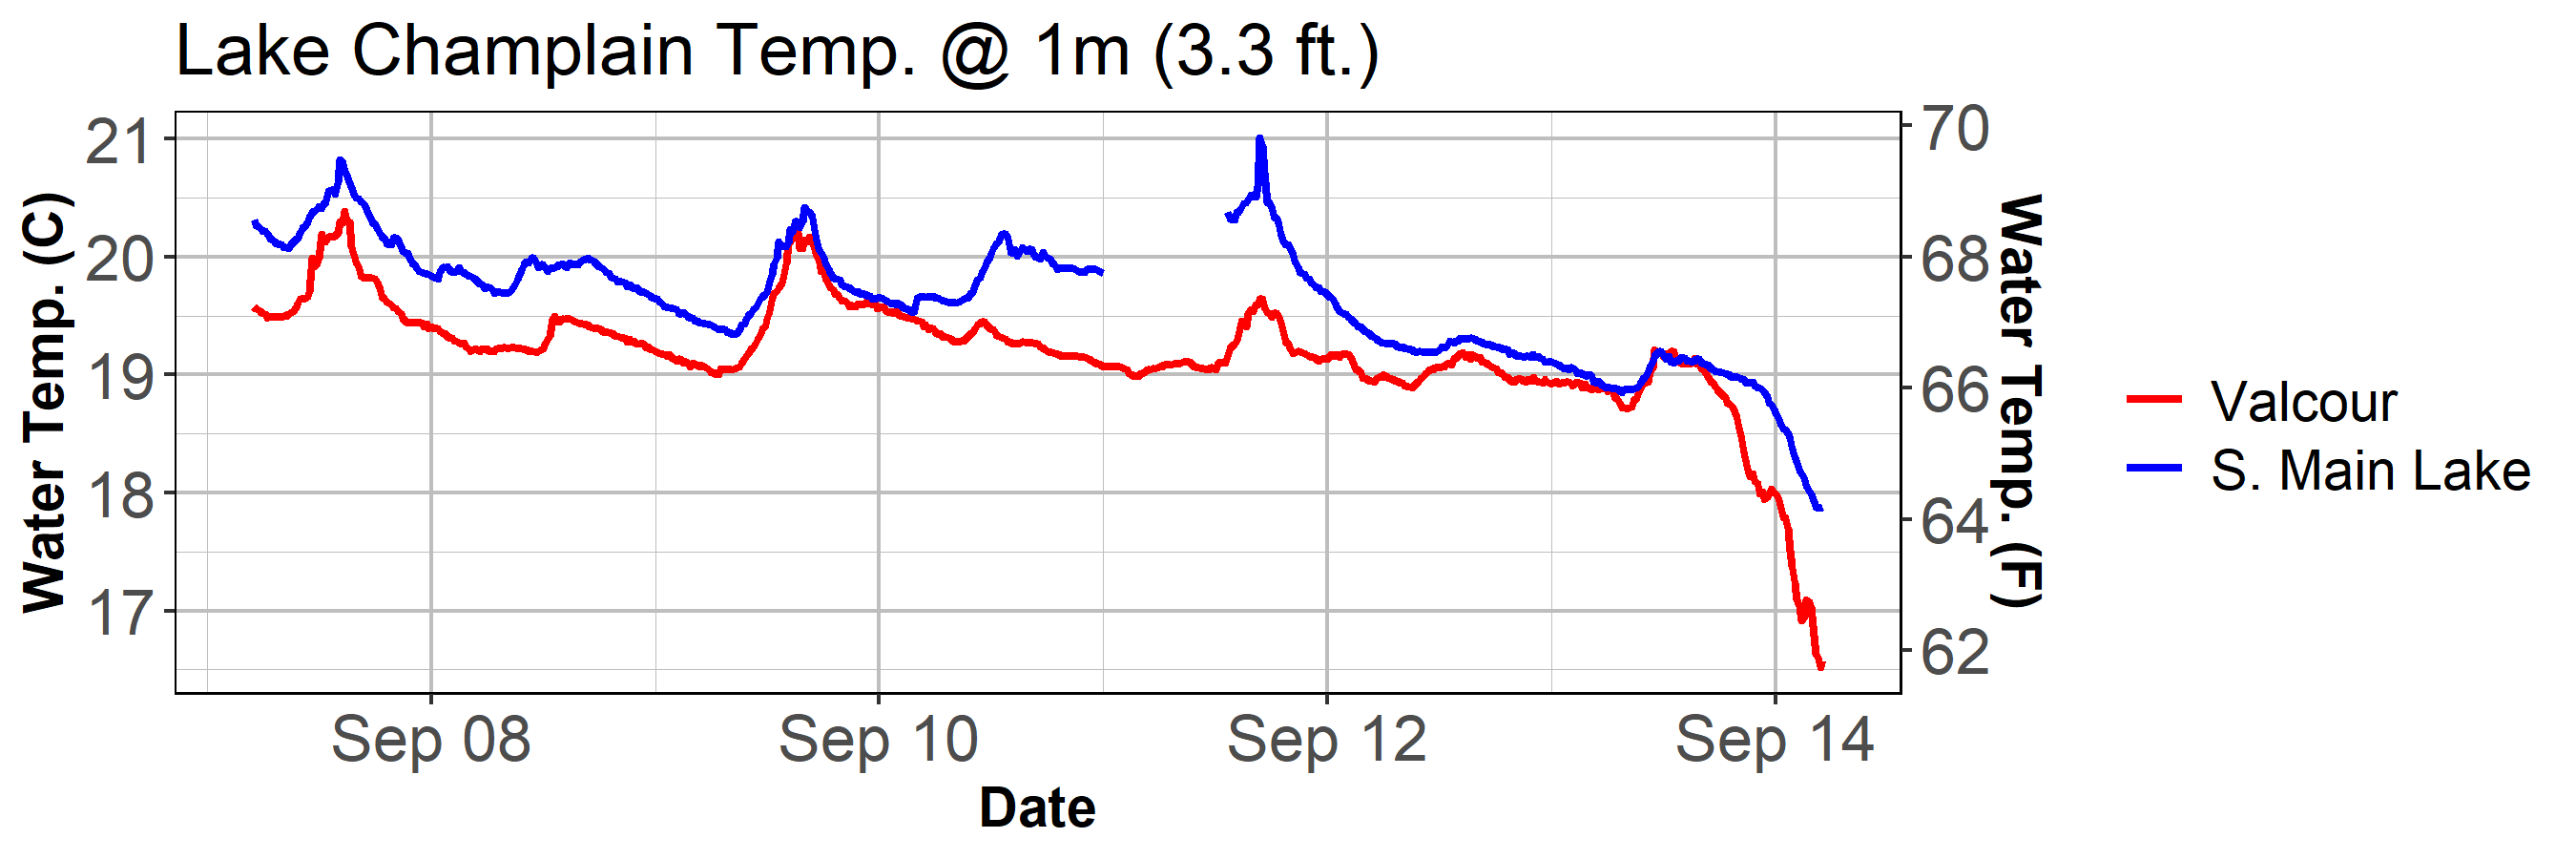 Lake Champlain Temp. @ 1m (3.3 ft.)
Water Temp. (C)
21
20
19
18
17
70
68
66
64
62
Water Temp. (F)
Sep 08
Sep 10
Sep 12
Sep 14
Date
Valcour
S. Main Lake